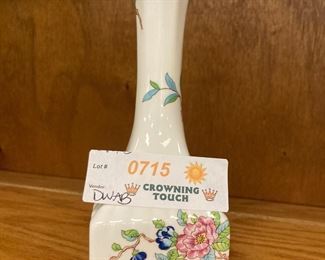 Lot #
0715
Vendor:
DWAB
CROWNING
TOUCH